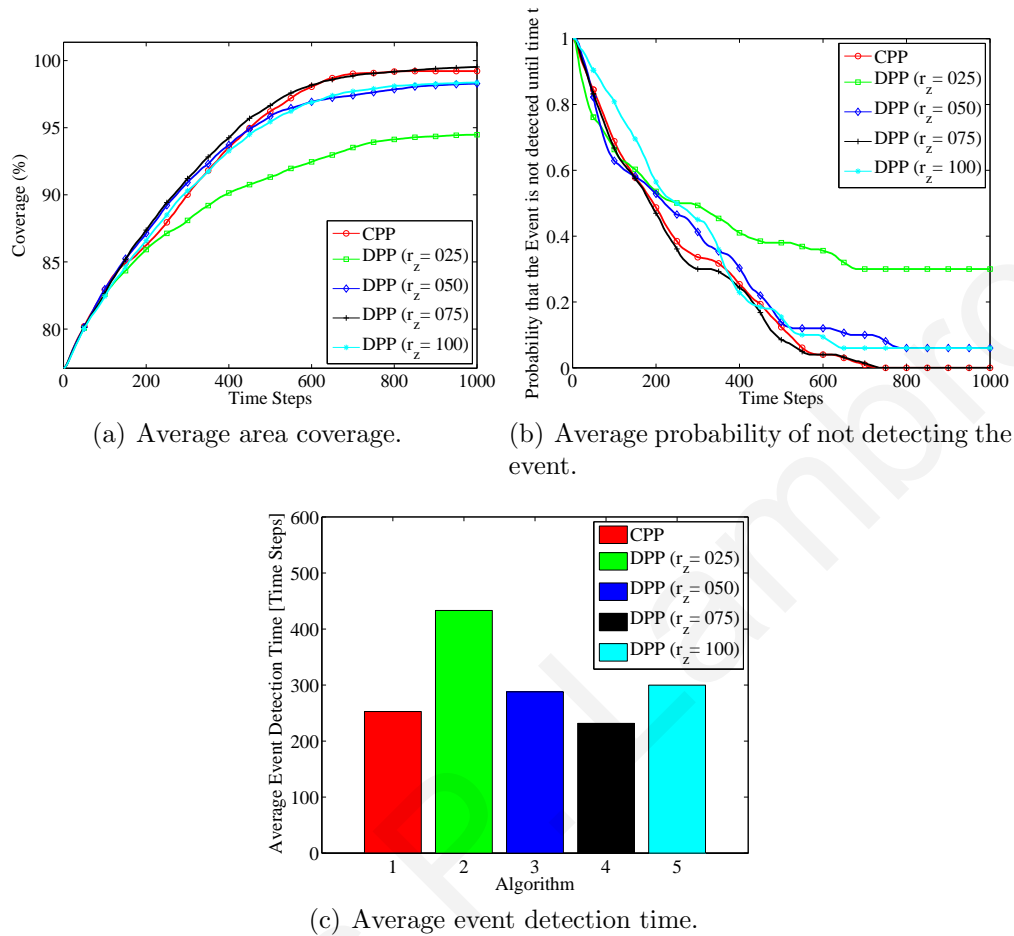 100
95
90
85
80
0
200
400
600
800
1000
Coverage (%)
Time Steps
CPP
DPP (r_z= 025)
DPP (r_z= 050)
DPP (r_z= 075)
DPP (r_z= 100)
(a) Average area coverage.
1
0.8
0.6
0.4
0.2
0
0
200
400
600
800
1000
Probability that the Event is not detected until time t
Time Steps
CPP
DPP (r_z= 025)
DPP (r_z= 050)
DPP (r_z= 075)
DPP (r_z= 100)
(b) Average probability of not detecting the
event.
600
500
400
300
200
100
0
1
2
3
4
5
Average Event Detection Time [Time Steps]
Algorithm
CPP
DPP (r_z= 025)
DPP (r_z= 050)
DPP (r_z= 075)
DPP (r_z= 100)
(c) Average event detection time.
P. Lambro